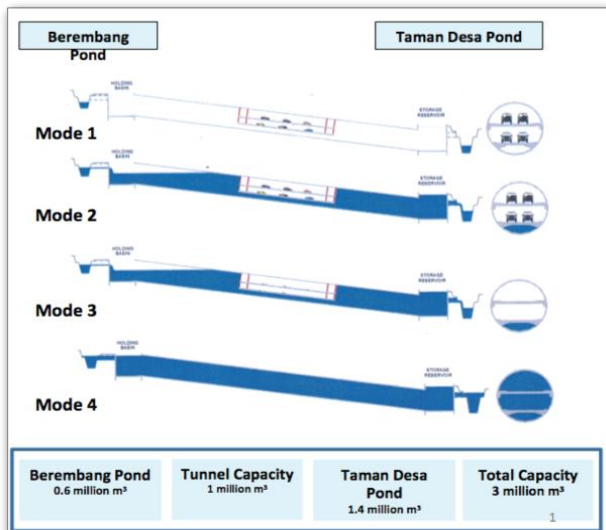 Berembang
Pond
Taman Desa Pond
HOLDING
BASIN
STORAGE
RESERVOIR
Mode 1
HOLDING
BASIN
STORAGE
RESERVOIR
Mode 2
HOLDING
BASIN
STORAGE
RESERVOIR
Mode 3
HOLDING
BASIN
STORAGE
RESERVOIR
Mode 4
Berembang Pond
0.6 million m³
Tunnel Capacity
1 million m³
Taman Desa
Pond
1.4 million m³
Total Capacity
3 million m³
1